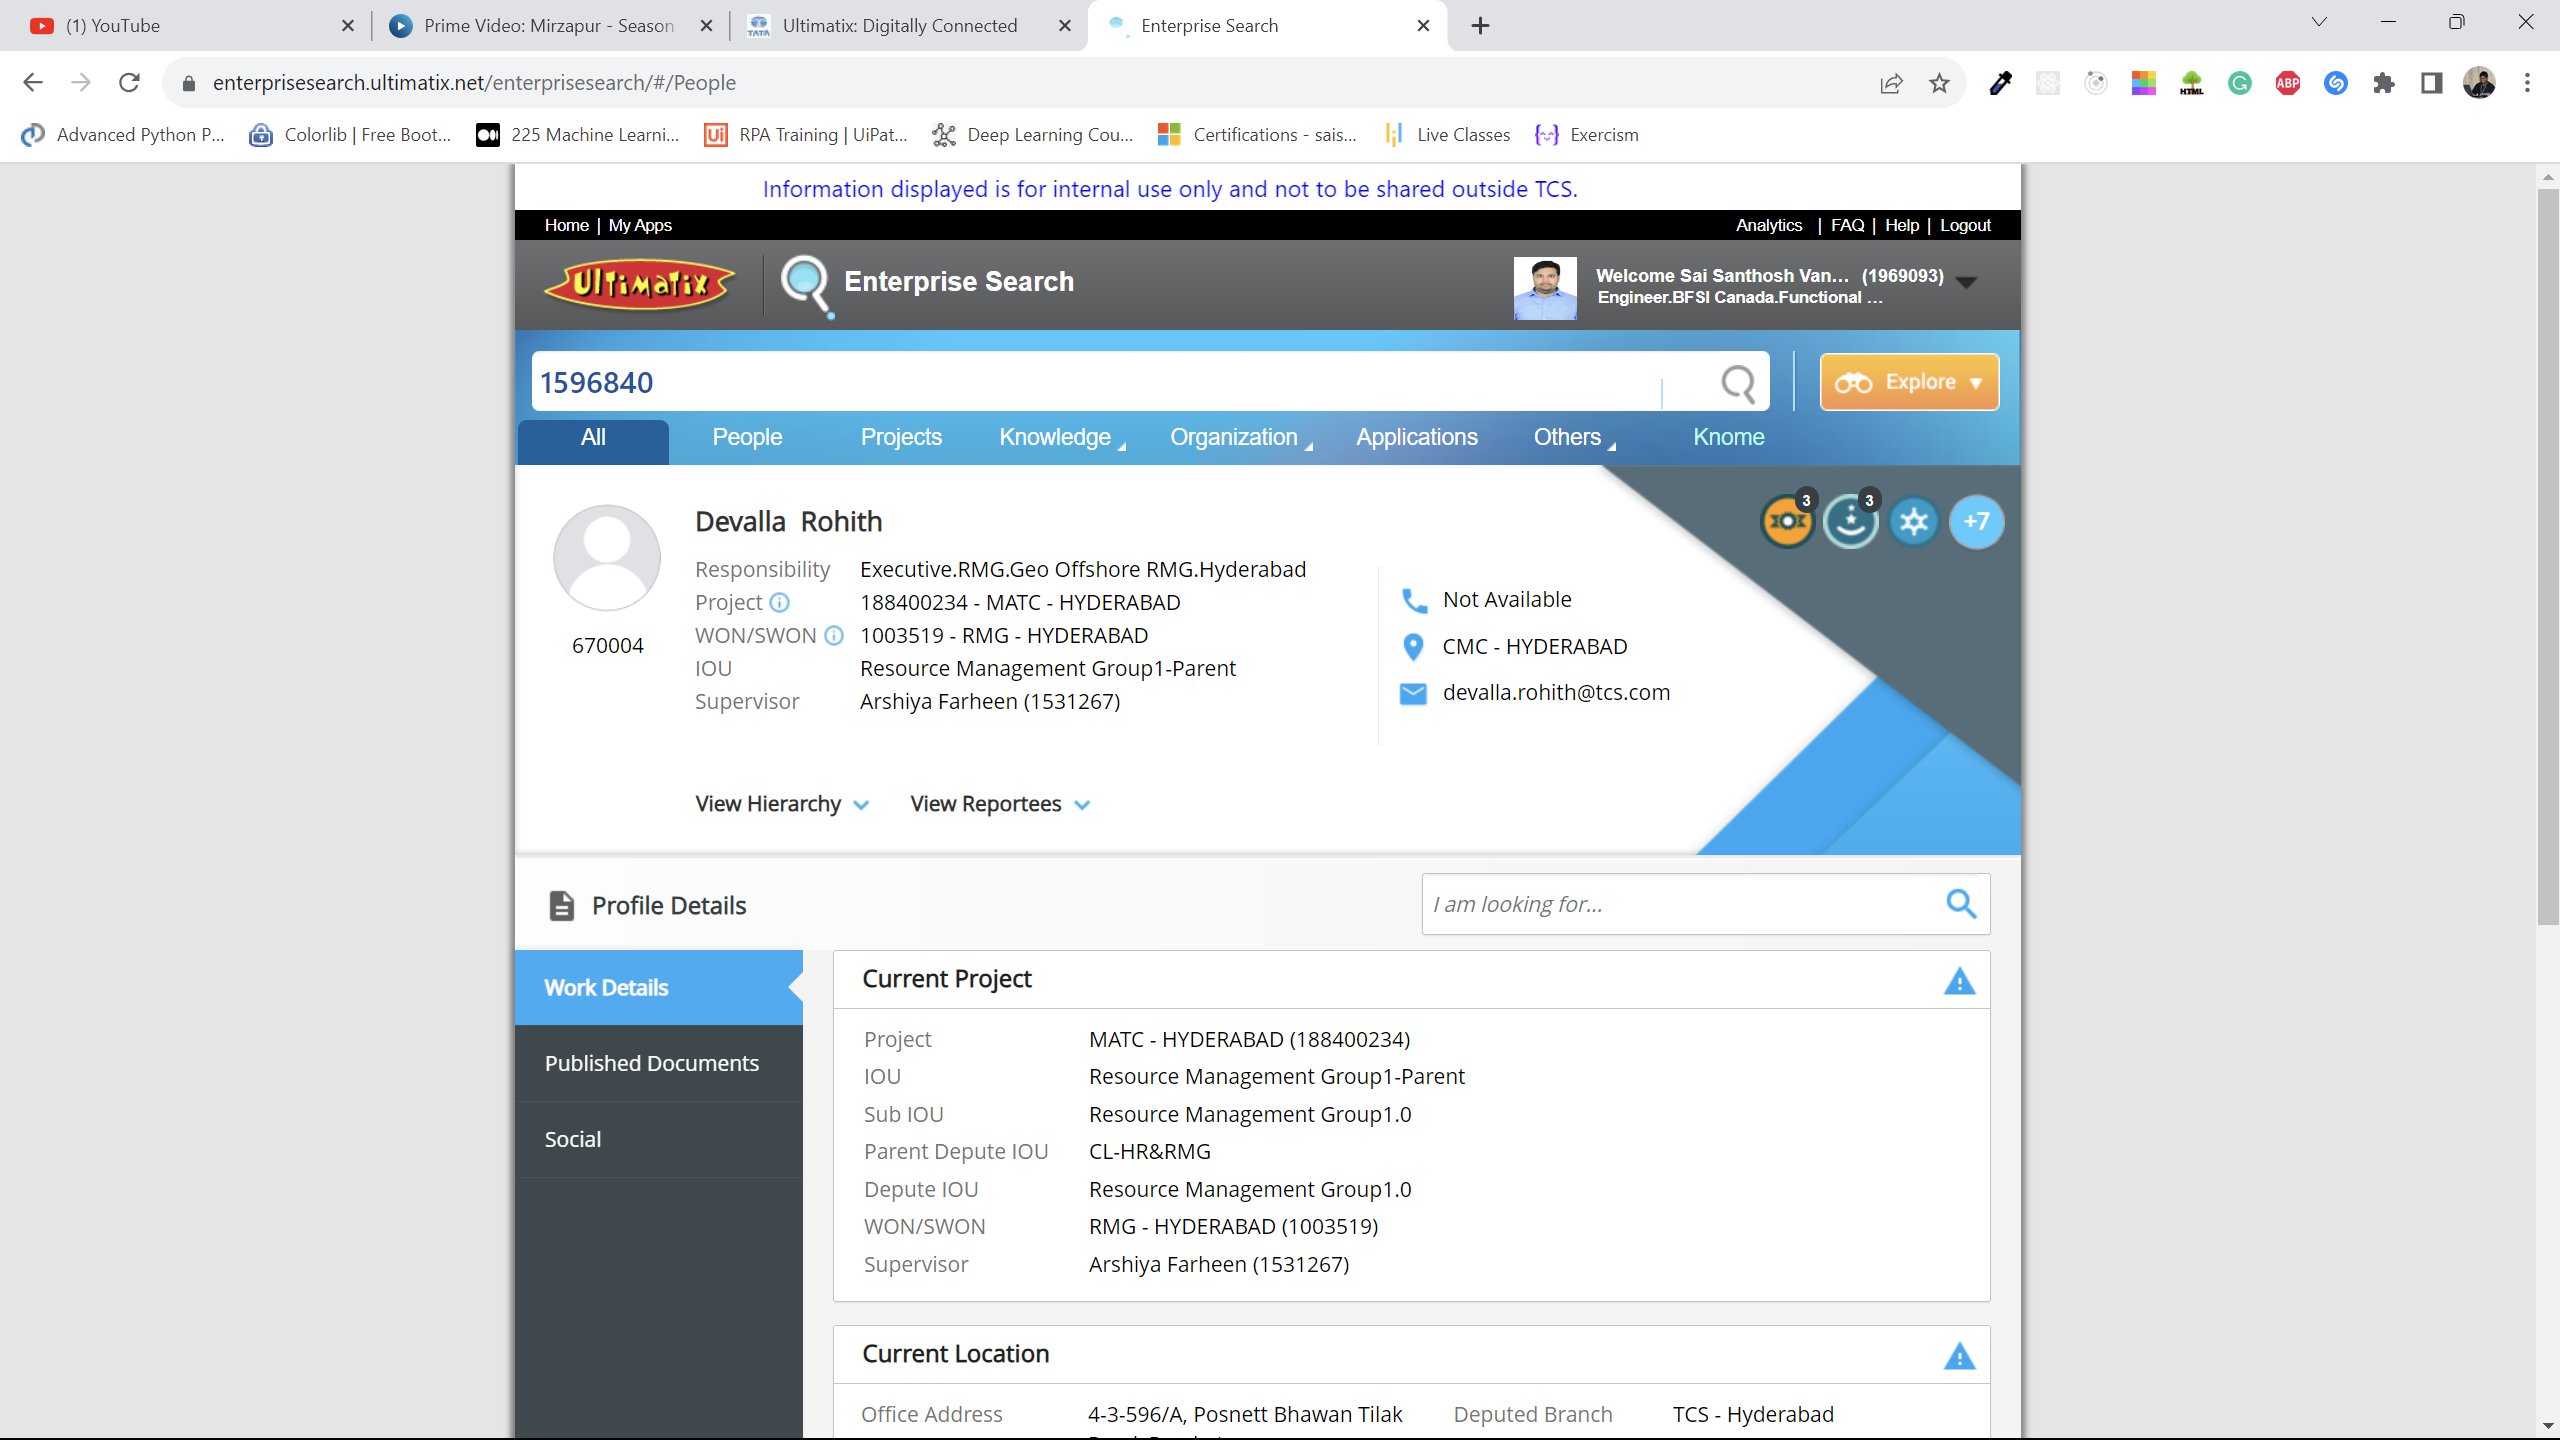 (1) YouTube
Prime Video: Mirzapur - Season
Ultimatix: Digitally Connected
Enterprise Search
enterprisesearch.ultimatix.net/enterprisesearch/#/People
Advanced Python P...
Colorlib | Free Boot...
225 Machine Learni...
RPA Training | UiPat...
Deep Learning Cou...
Certifications - sais...
Live Classes
Exercism
Information displayed is for internal use only and not to be shared outside TCS.
Home | My Apps
Analytics | FAQ | Help | Logout
Ultimatix
Enterprise Search
Welcome Sai Santhosh Van... (1969093)
Engineer.BFSI Canada.Functional ...
1596840
Explore
All People Projects Knowledge Organization Applications Others Knome
3 3 +7
Devalla Rohith
670004
Responsibility Executive.RMG.Geo Offshore RMG.Hyderabad
Project 188400234 - MATC - HYDERABAD
WON/SWON 1003519 - RMG - HYDERABAD
IOU Resource Management Group1-Parent
Supervisor Arshiya Farheen (1531267)
Not Available
CMC - HYDERABAD
devalla.rohith@tcs.com
View Hierarchy View Reportees
Profile Details
I am looking for...
Work Details
Published Documents
Social
Current Project
Project MATC - HYDERABAD (188400234)
IOU Resource Management Group1-Parent
Sub IOU Resource Management Group1.0
Parent Depute IOU CL-HR&RMG
Depute IOU Resource Management Group1.0
WON/SWON RMG - HYDERABAD (1003519)
Supervisor Arshiya Farheen (1531267)
Current Location
Office Address 4-3-596/A, Posnett Bhawan Tilak Deputed Branch TCS - Hyderabad